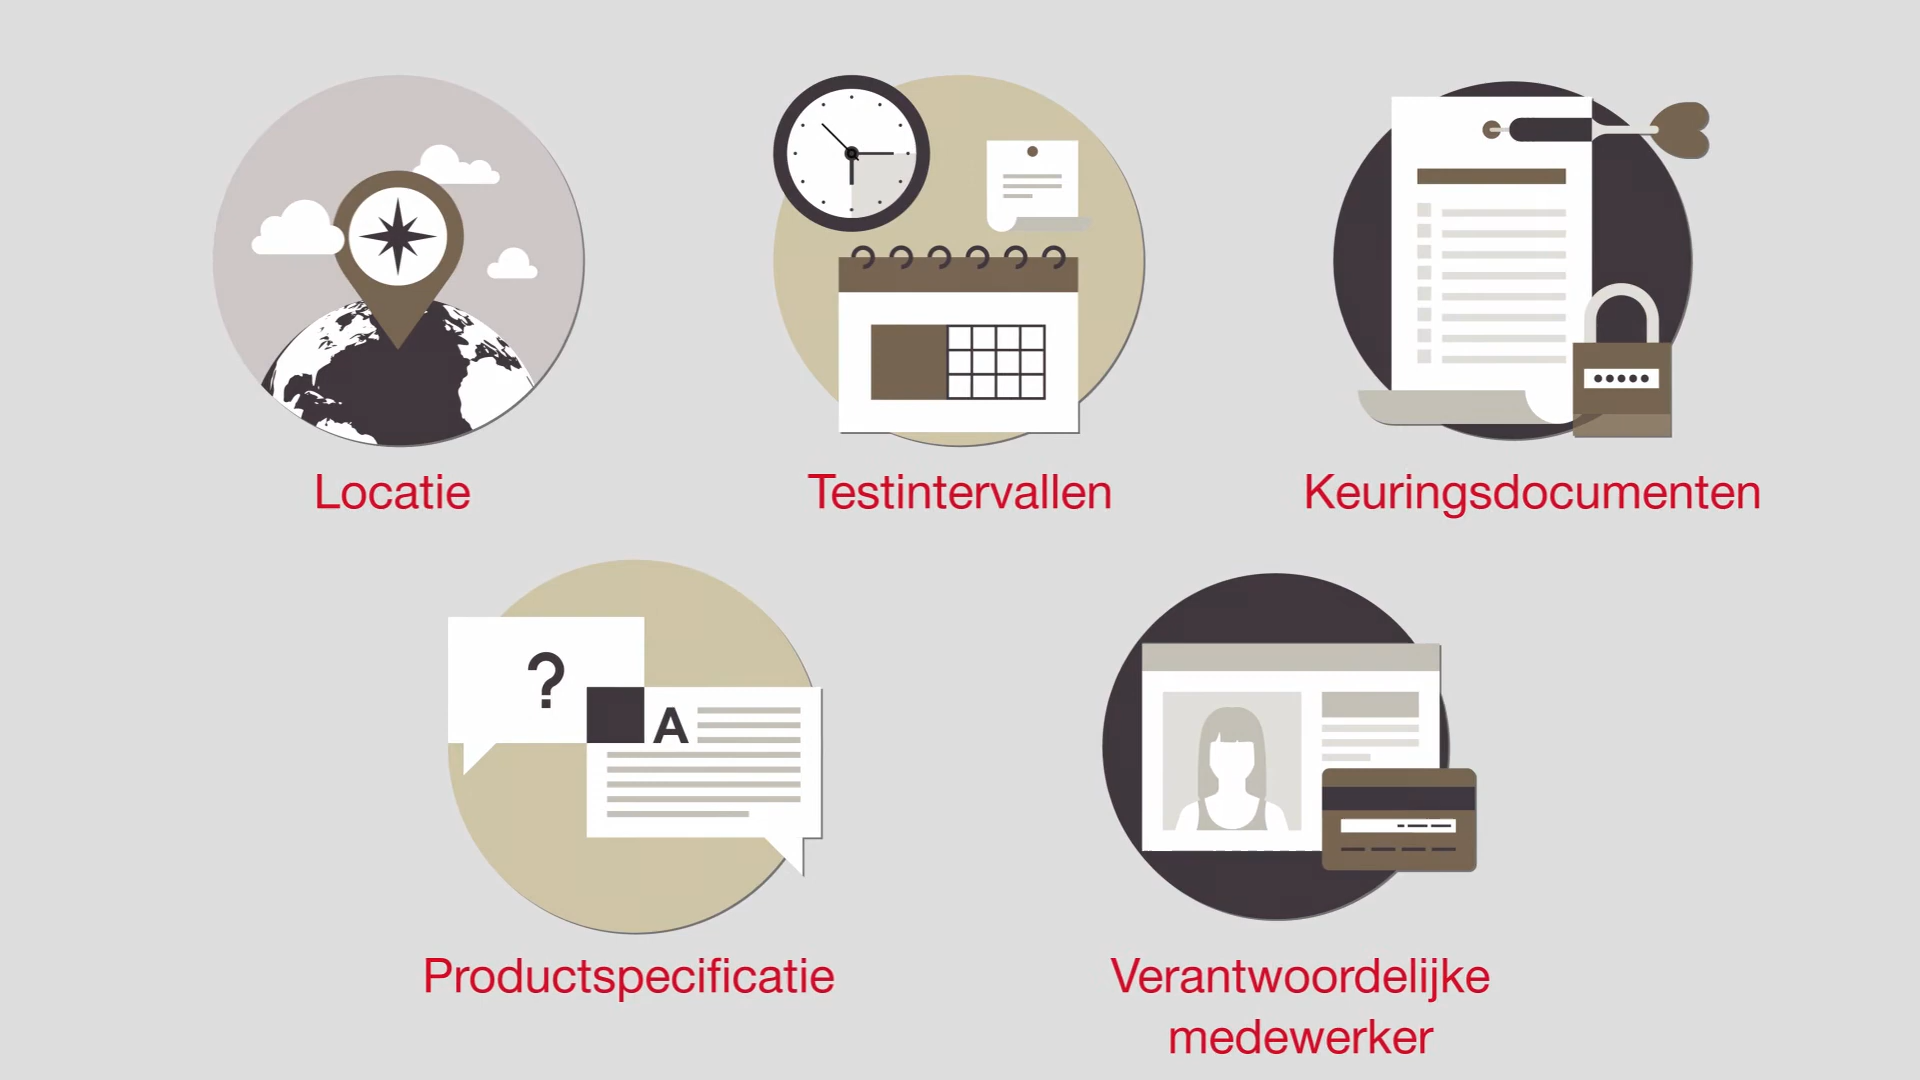 Locatie
Testintervallen
Keuringsdocumenten
?
A
Productspecificatie
Verantwoordelijke
medewerker